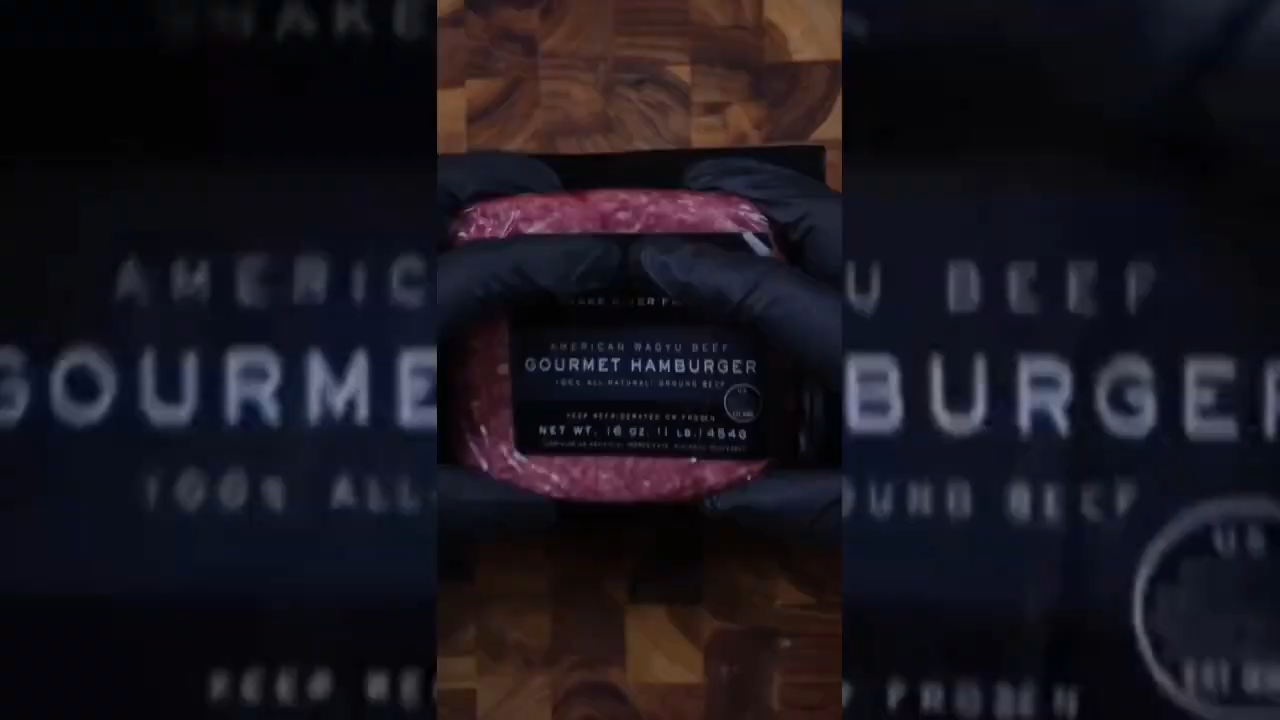 AMERICAN WAGYU BEEF
GOURMET HAMBURGER
100% ALL NATURAL GROUND BEEF
KEEP REFRIGERATED OR FROZEN
NET WT. 16 OZ. (1 LB.) 454G